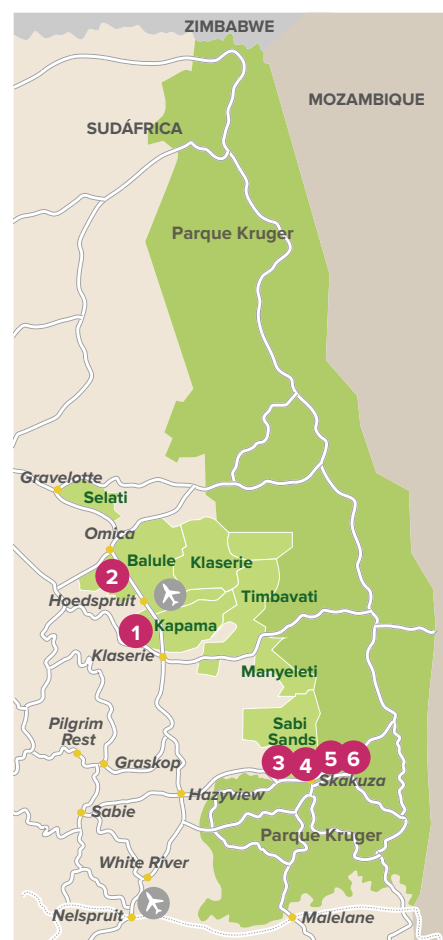 ZIMBABWE
MOZAMBIQUE
SUDÁFRICA
Parque Kruger
Gravelotte
Selati
Omica
Balule
Klaserie
2
Hoedspruit
Timbavati
1
Kapama
Klaserie
Manyeleti
Pilgrim
Rest
Sabi
Sands
Graskop
3
4
5
6
Skakuza
Hazyview
Sabie
Parque Kruger
White River
Nelspruit
Malelane